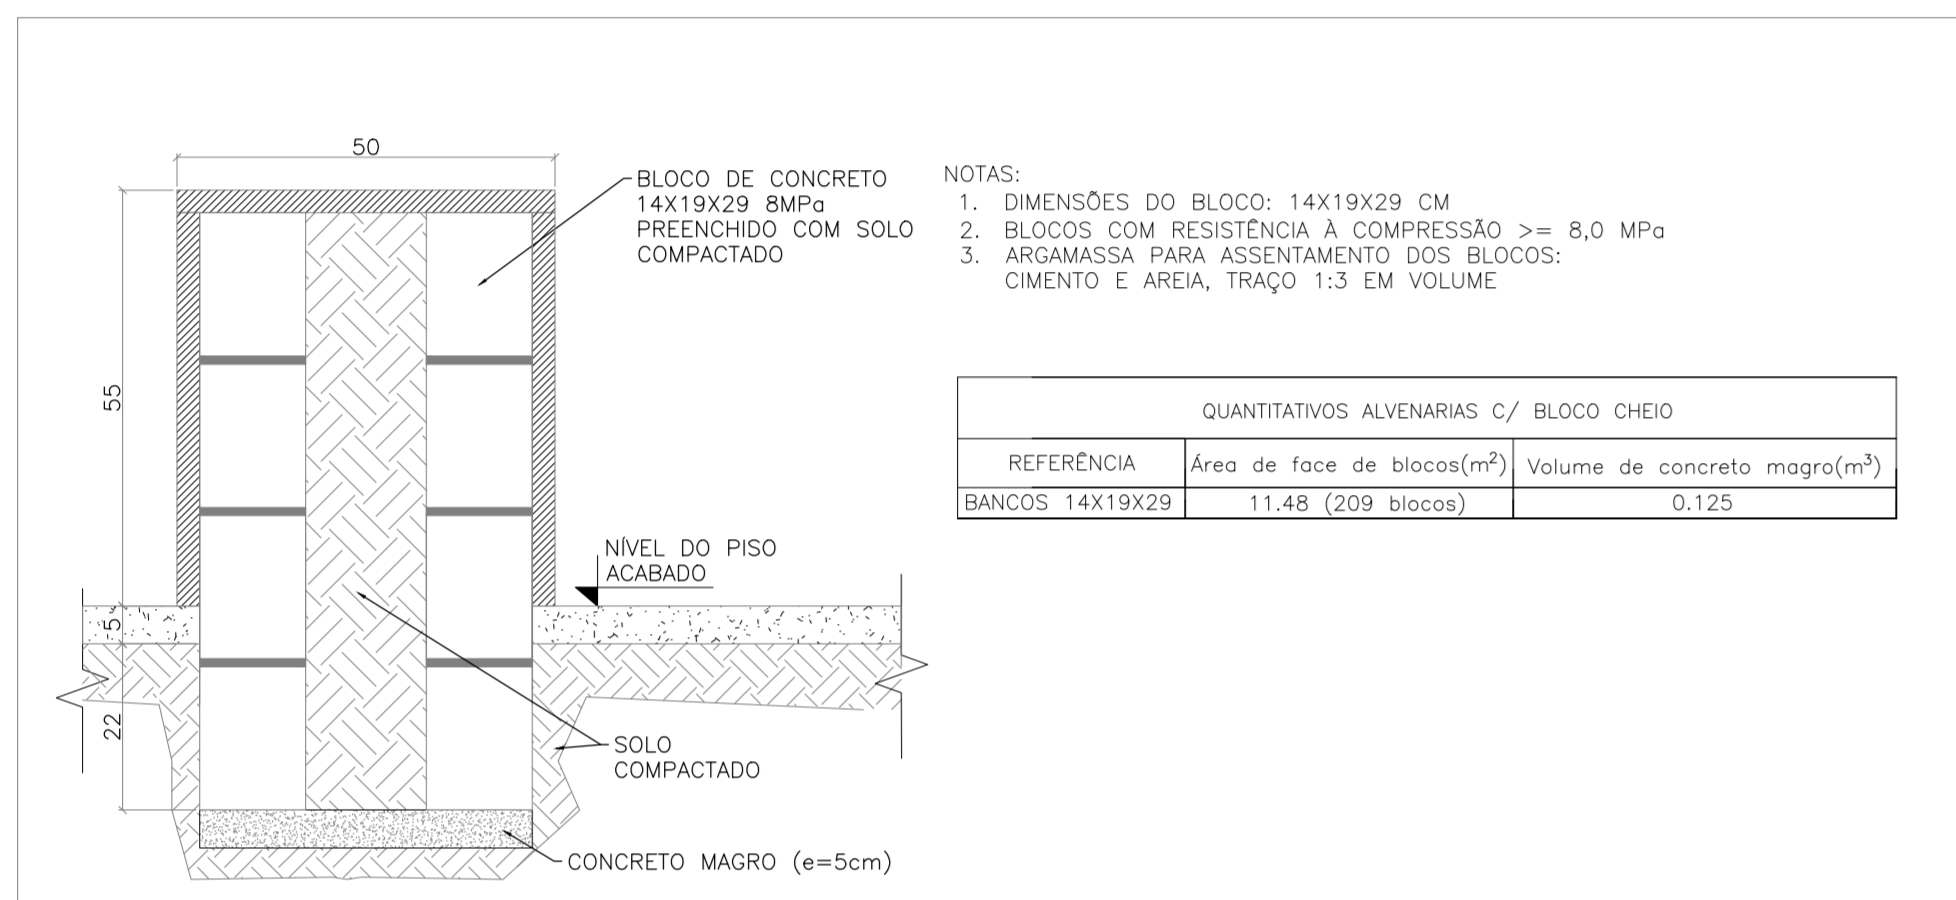 50
BLOCO DE CONCRETO
14X19X29 8MPa
PREENCHIDO COM SOLO
COMPACTADO
55
NÍVEL DO PISO
ACABADO
5
22
SOLO
COMPACTADO
CONCRETO MAGRO (e=5cm)
NOTAS:
1. DIMENSÕES DO BLOCO: 14X19X29 CM
2. BLOCOS COM RESISTÊNCIA À COMPRESSÃO >= 8,0 MPa
3. ARGAMASSA PARA ASSENTAMENTO DOS BLOCOS:
CIMENTO E AREIA, TRAÇO 1:3 EM VOLUME
QUANTITATIVOS ALVENARIAS C/ BLOCO CHEIO
REFERÊNCIA Área de face de blocos(m²) Volume de concreto magro(m³)
BANCOS 14X19X29 11.48 (209 blocos) 0.125